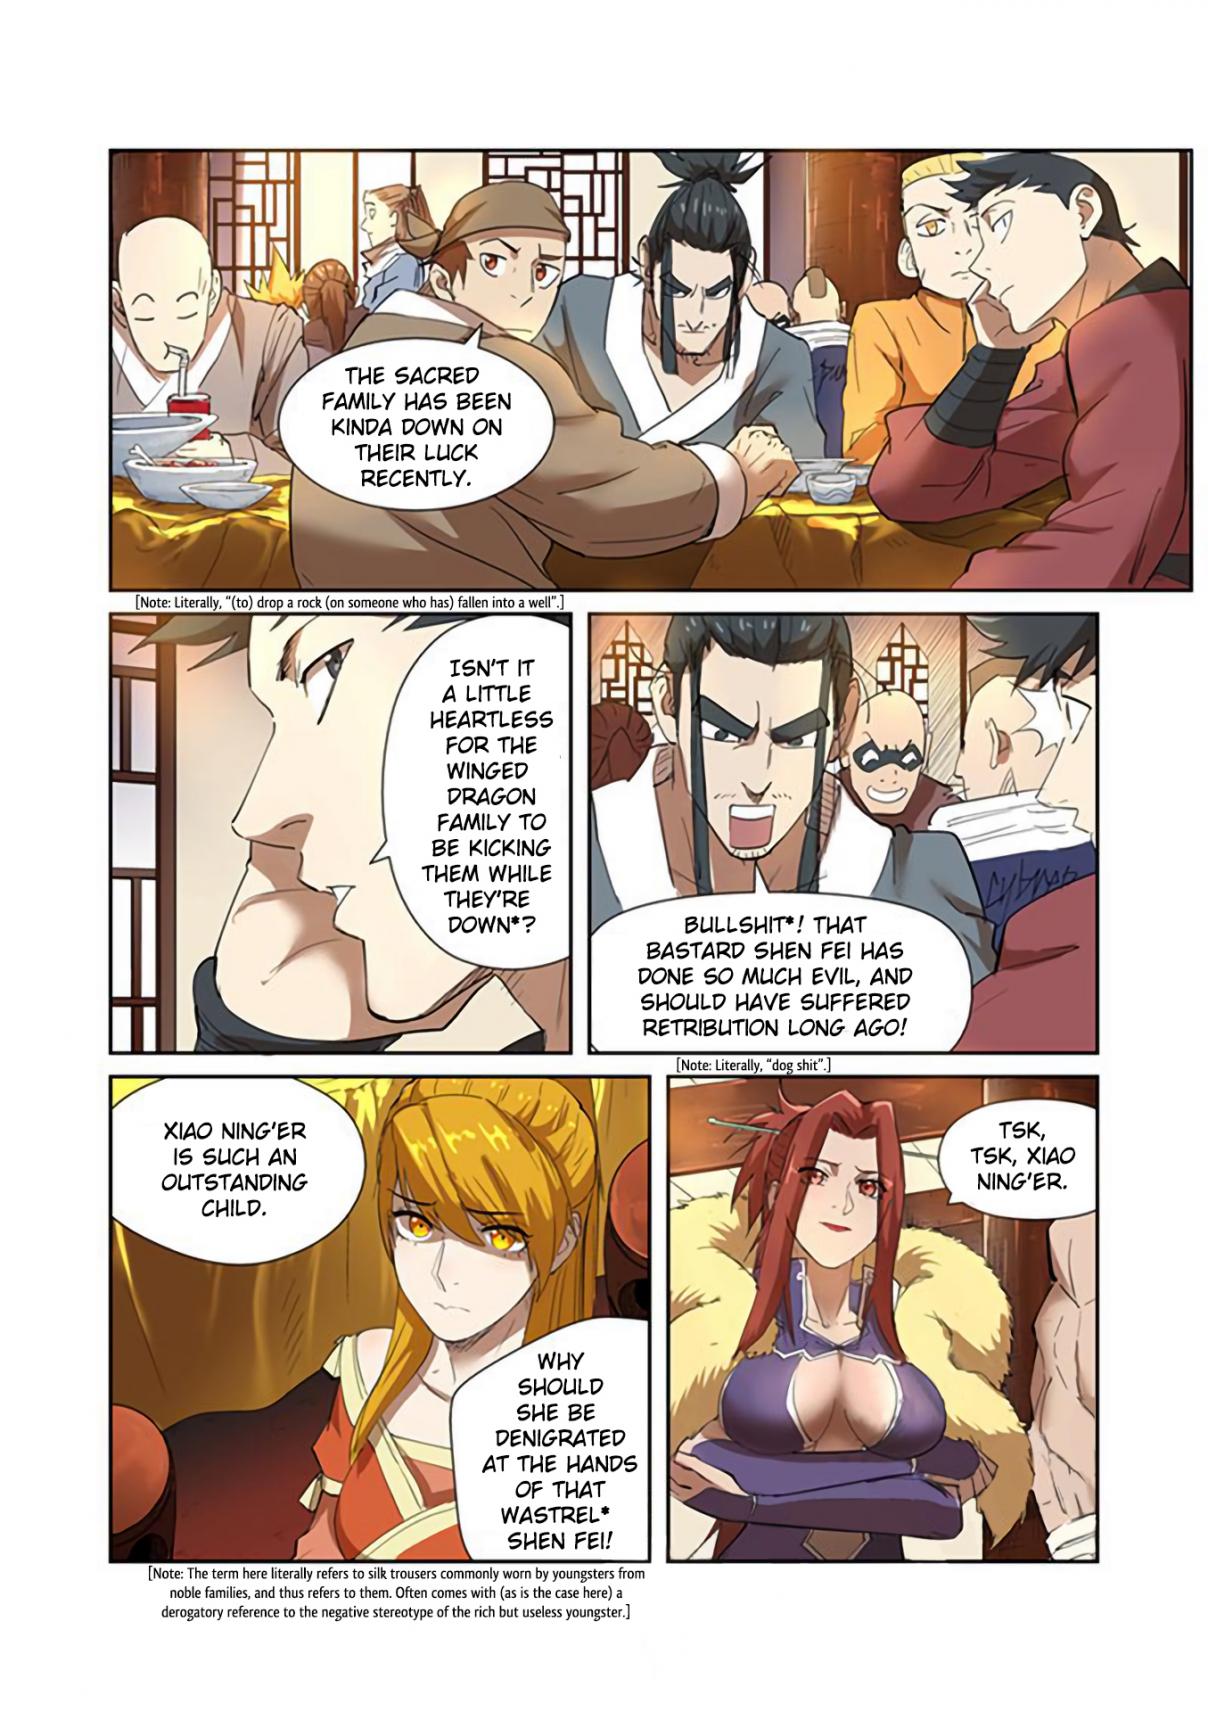 THE SACRED
FAMILY HAS BEEN
KINDA DOWN ON
THEIR LUCK
RECENTLY.
[Note: Literally, “(to) drop a rock (on someone who has) fallen into a well”.]
ISN'T IT
A LITTLE
HEARTLESS
FOR THE
WINGED
DRAGON
FAMILY TO
BE KICKING
THEM WHILE
THEY'RE
DOWN*?
BULLSHIT*! THAT
BASTARD SHEN FEI HAS
DONE SO MUCH EVIL, AND
SHOULD HAVE SUFFERED
RETRIBUTION LONG AGO!
[Note: Literally, “dog shit”.]
XIAO NING'ER
IS SUCH AN
OUTSTANDING
CHILD.
WHY
SHOULD
SHE BE
DENIGRATED
AT THE HANDS
OF THAT
WASTREL*
SHEN FEI!
TSK,
TSK, XIAO
NING'ER.
[Note: The term here literally refers to silk trousers commonly worn by youngsters from
noble families, and thus refers to them. Often comes with (as is the case here) a
derogatory reference to the negative stereotype of the rich but useless youngster.]